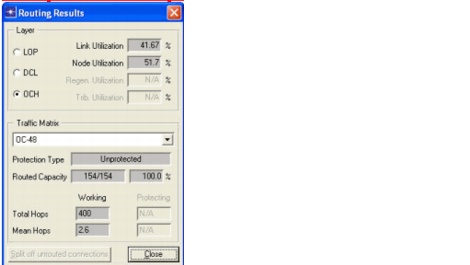 Routing Results
Layer
LOP
DCL
OCH
Link Utilization 41.67 %
Node Utilization 51.7 %
Regen. Utilization N/A %
Trib. Utilization N/A %
Traffic Matrix
OC-48
Protection Type Unprotected
Routed Capacity 154/154 100.0 %
Working Protecting
Total Hops 400 N/A
Mean Hops 2.6 N/A
Split off unrouted connections Close